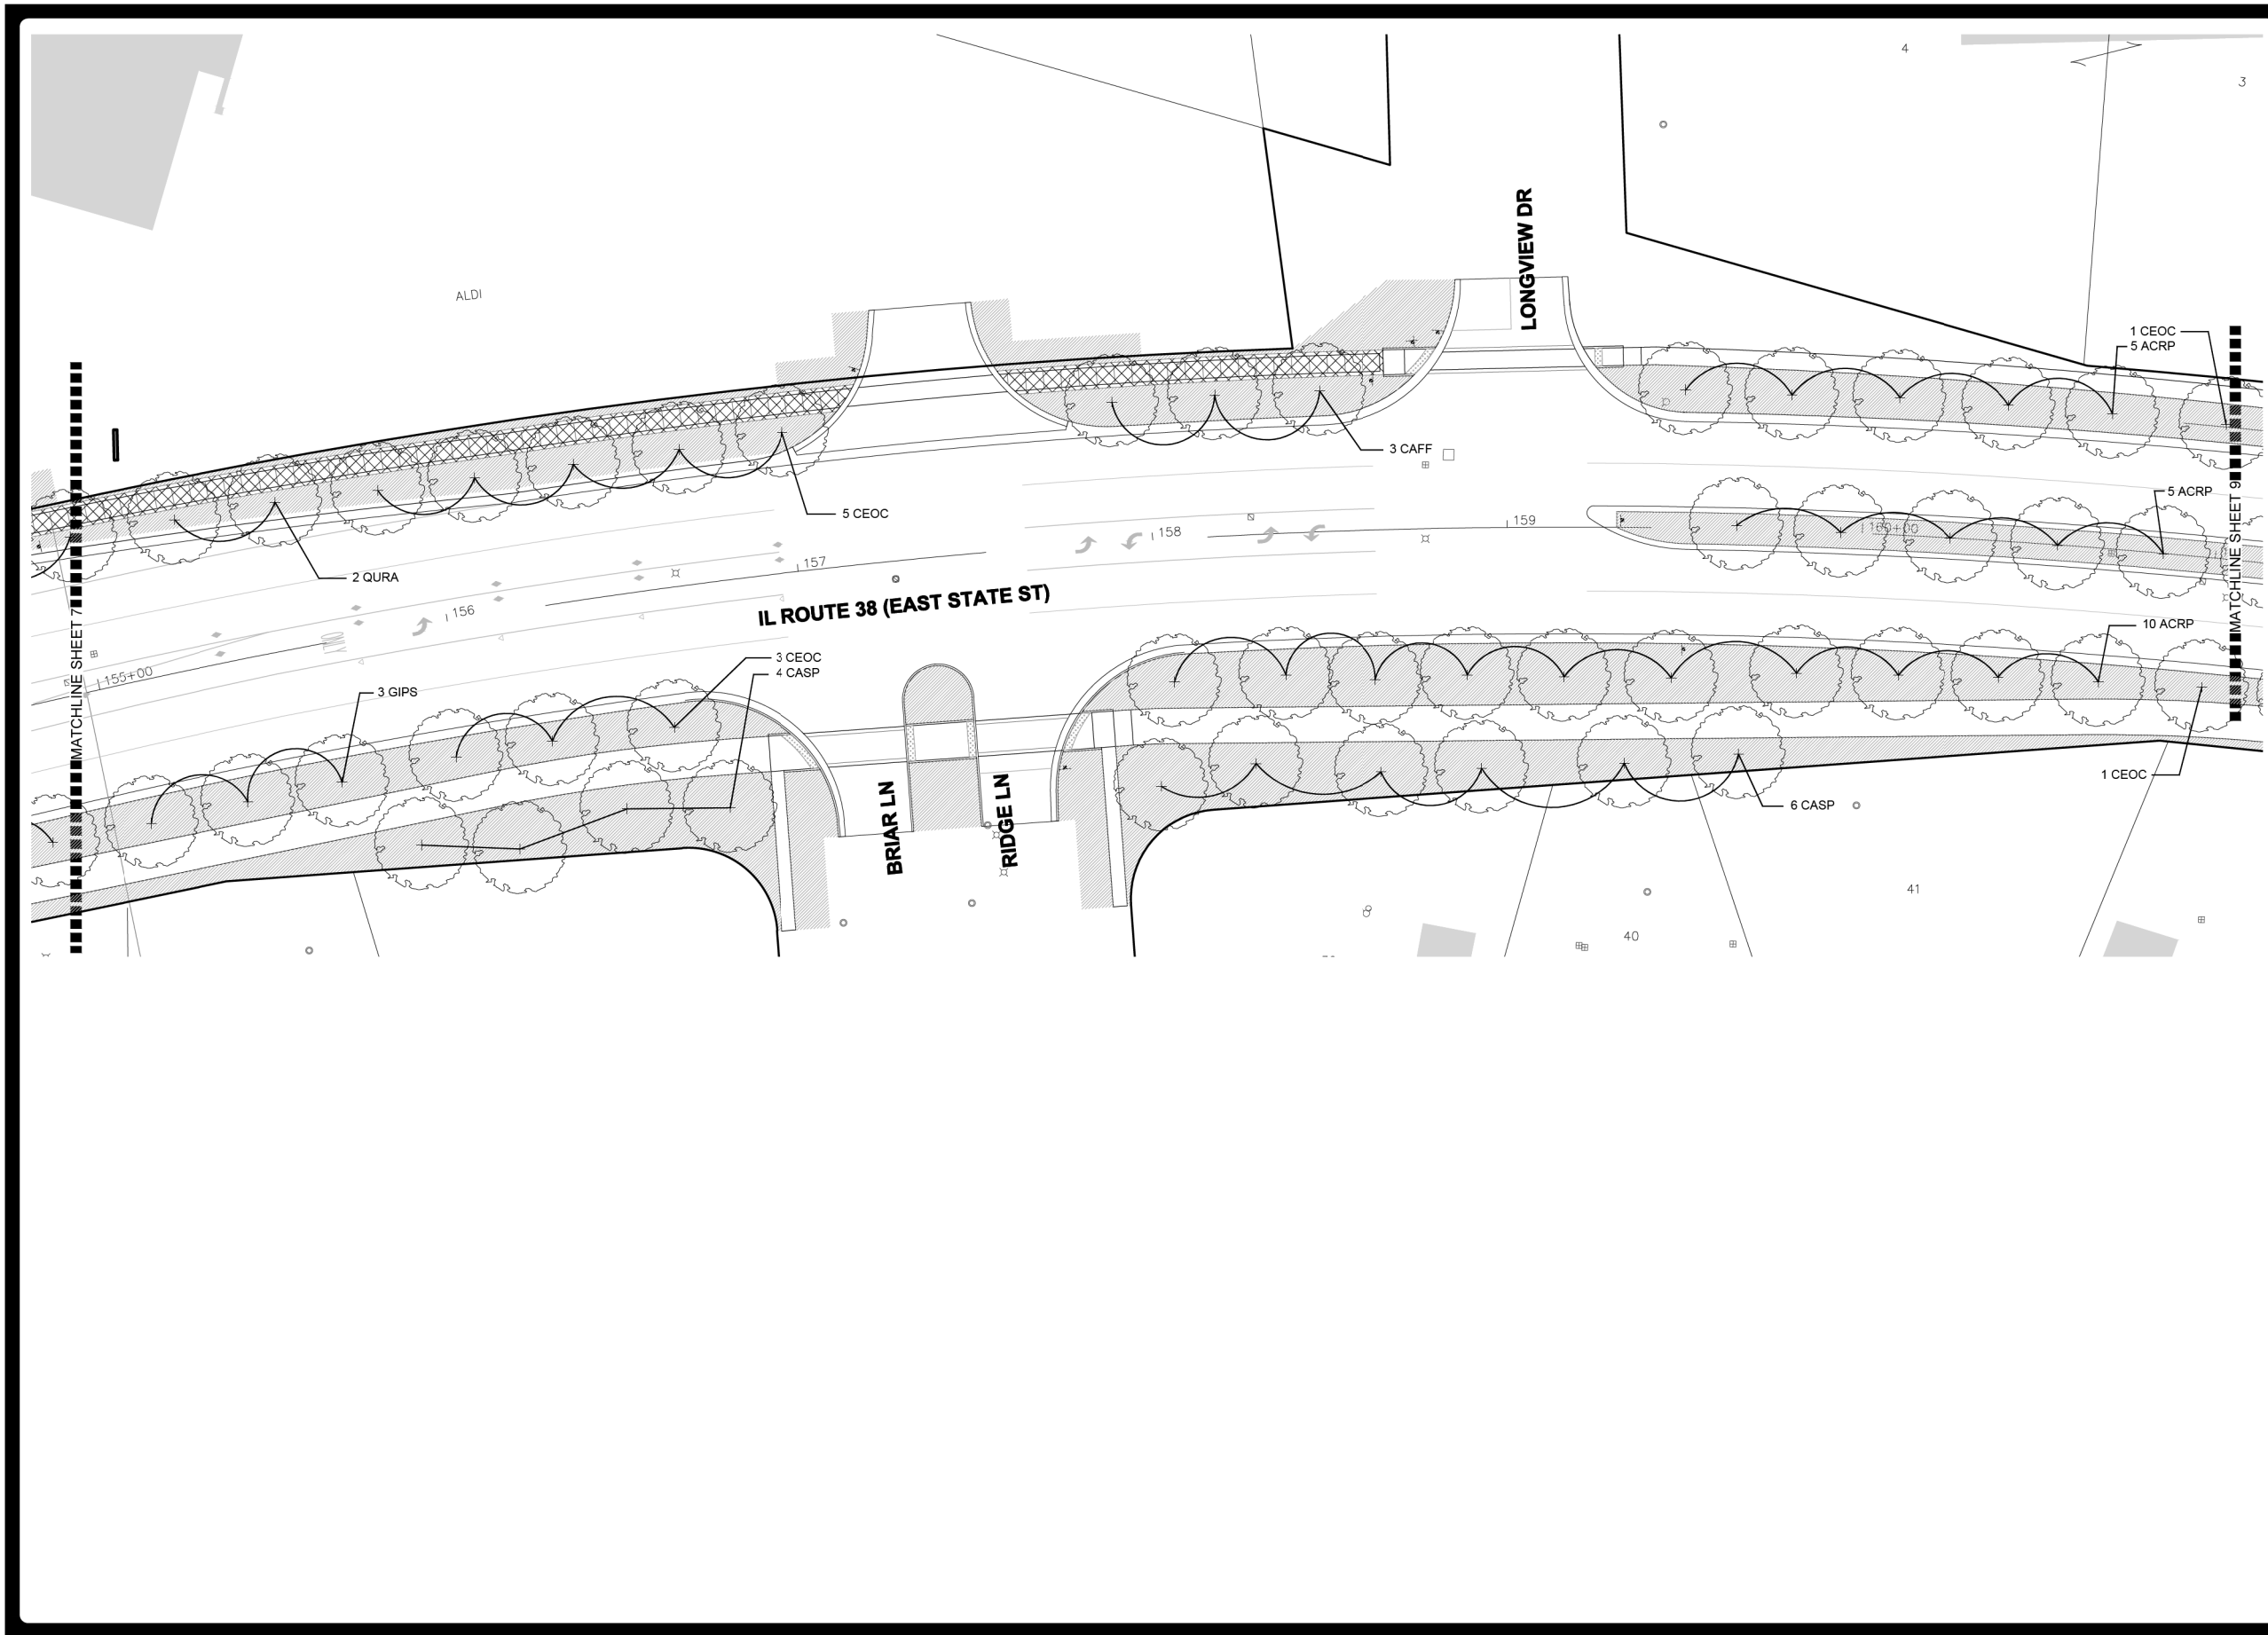 4
3
LONGVIEW DR
ALDI
1 CEOC
5 ACRP
3 CAFF
5 CEOC
5 ACRP
159
160+00
158
157
2 QURA
156
IL ROUTE 38 (EAST STATE ST)
ONLY
155+00
MATCHLINE SHEET 7
MATCHLINE SHEET 9
10 ACRP
3 CEOC
4 CASP
3 GIPS
1 CEOC
6 CASP
BRIAR LN
RIDGE LN
41
40